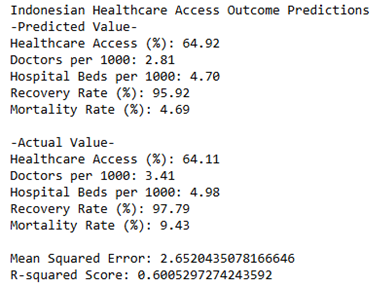 Indonesian Healthcare Access Outcome Predictions
-Predicted Value-
Healthcare Access (%): 64.92
Doctors per 1000: 2.81
Hospital Beds per 1000: 4.70
Recovery Rate (%): 95.92
Mortality Rate (%): 4.69
-Actual Value-
Healthcare Access (%): 64.11
Doctors per 1000: 3.41
Hospital Beds per 1000: 4.98
Recovery Rate (%): 97.79
Mortality Rate (%): 9.43
Mean Squared Error: 2.6520435078166646
R-squared Score: 0.6005297274243592